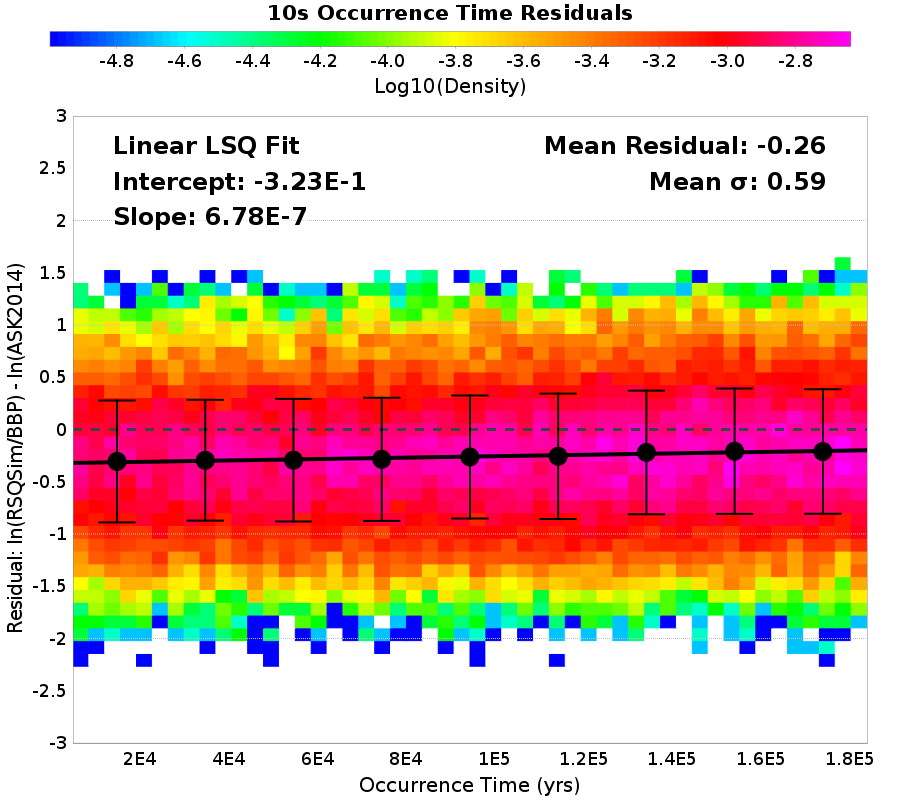 10s Occurrence Time Residuals
-4.8 -4.6 -4.4 -4.2 -4.0 -3.8 -3.6 -3.4 -3.2 -3.0 -2.8
Log10(Density)
Linear LSQ Fit
Intercept: -3.23E-1
Slope: 6.78E-7
Mean Residual: -0.26
Mean σ: 0.59
Residual: ln(RSQSim/BBP) - ln(ASK2014)
3
2.5
2
1.5
1
0.5
0
-0.5
-1
-1.5
-2
-2.5
-3
2E4 4E4 6E4 8E4 1E5 1.2E5 1.4E5 1.6E5 1.8E5
Occurrence Time (yrs)